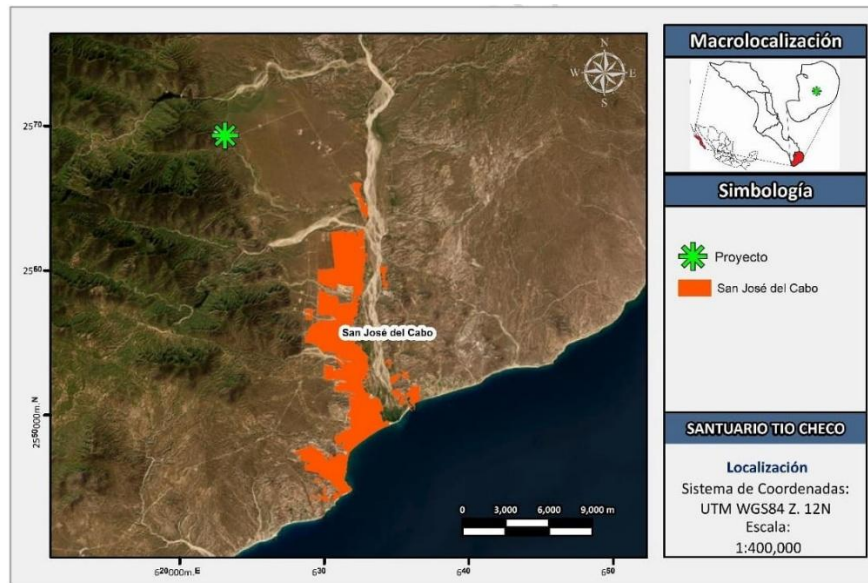 Macrolocalización
Simbología
Proyecto
San José del Cabo
SANTUARIO TIO CHECO
Localización
Sistema de Coordenadas:
UTM WGS84 Z. 12N
Escala:
1:400,000
N
W E
S
San José del Cabo
0 3,000 6,000 9,000 m
2570
2560
2550000m.N
620000m.E
630
640
650